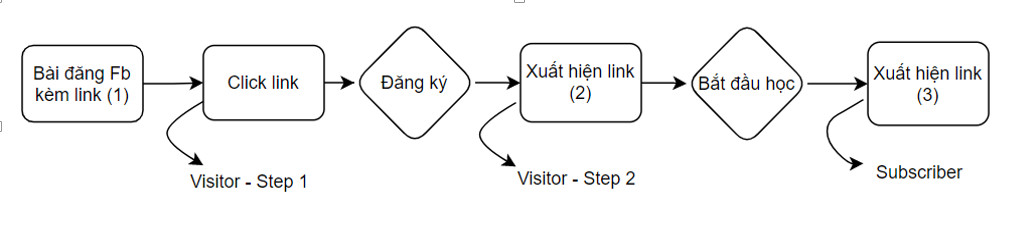 Bài đăng Fb
kèm link (1)
Click link
Đăng ký
Xuất hiện link
(2)
Bắt đầu học
Xuất hiện link
(3)
Visitor - Step 1
Visitor - Step 2
Subscriber